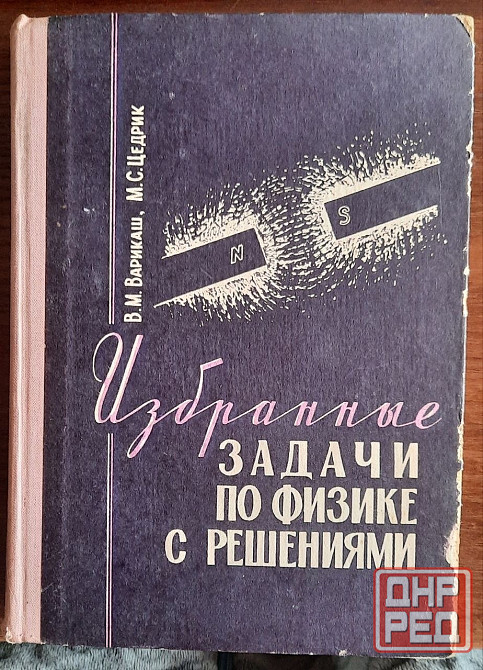 В. М. ВАРИКАШ, М. С. ЦЕДРИК
N
S
Избранные
ЗАДАЧИ
ПО ФИЗИКЕ
С РЕШЕНИЯМИ
ДНР
РЕД